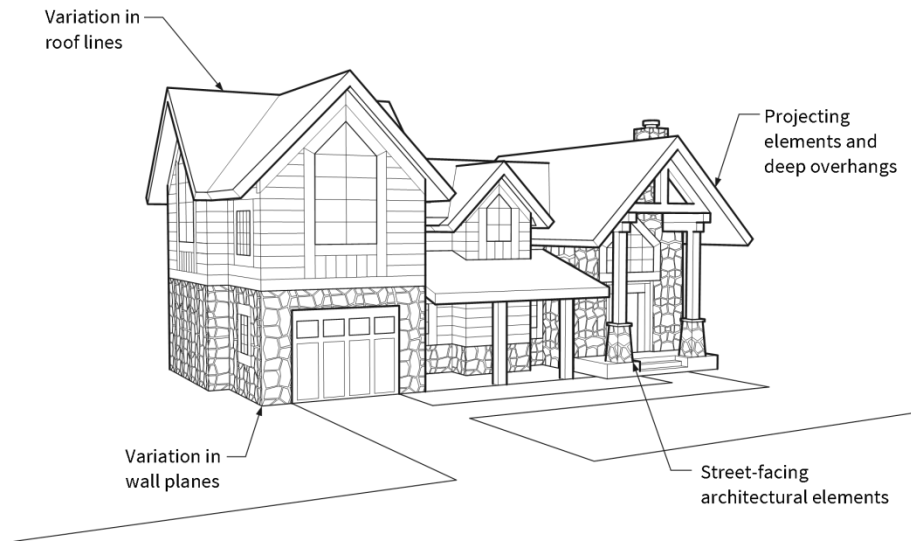 Variation in
roof lines
Projecting
elements and
deep overhangs
Variation in
wall planes
Street-facing
architectural elements